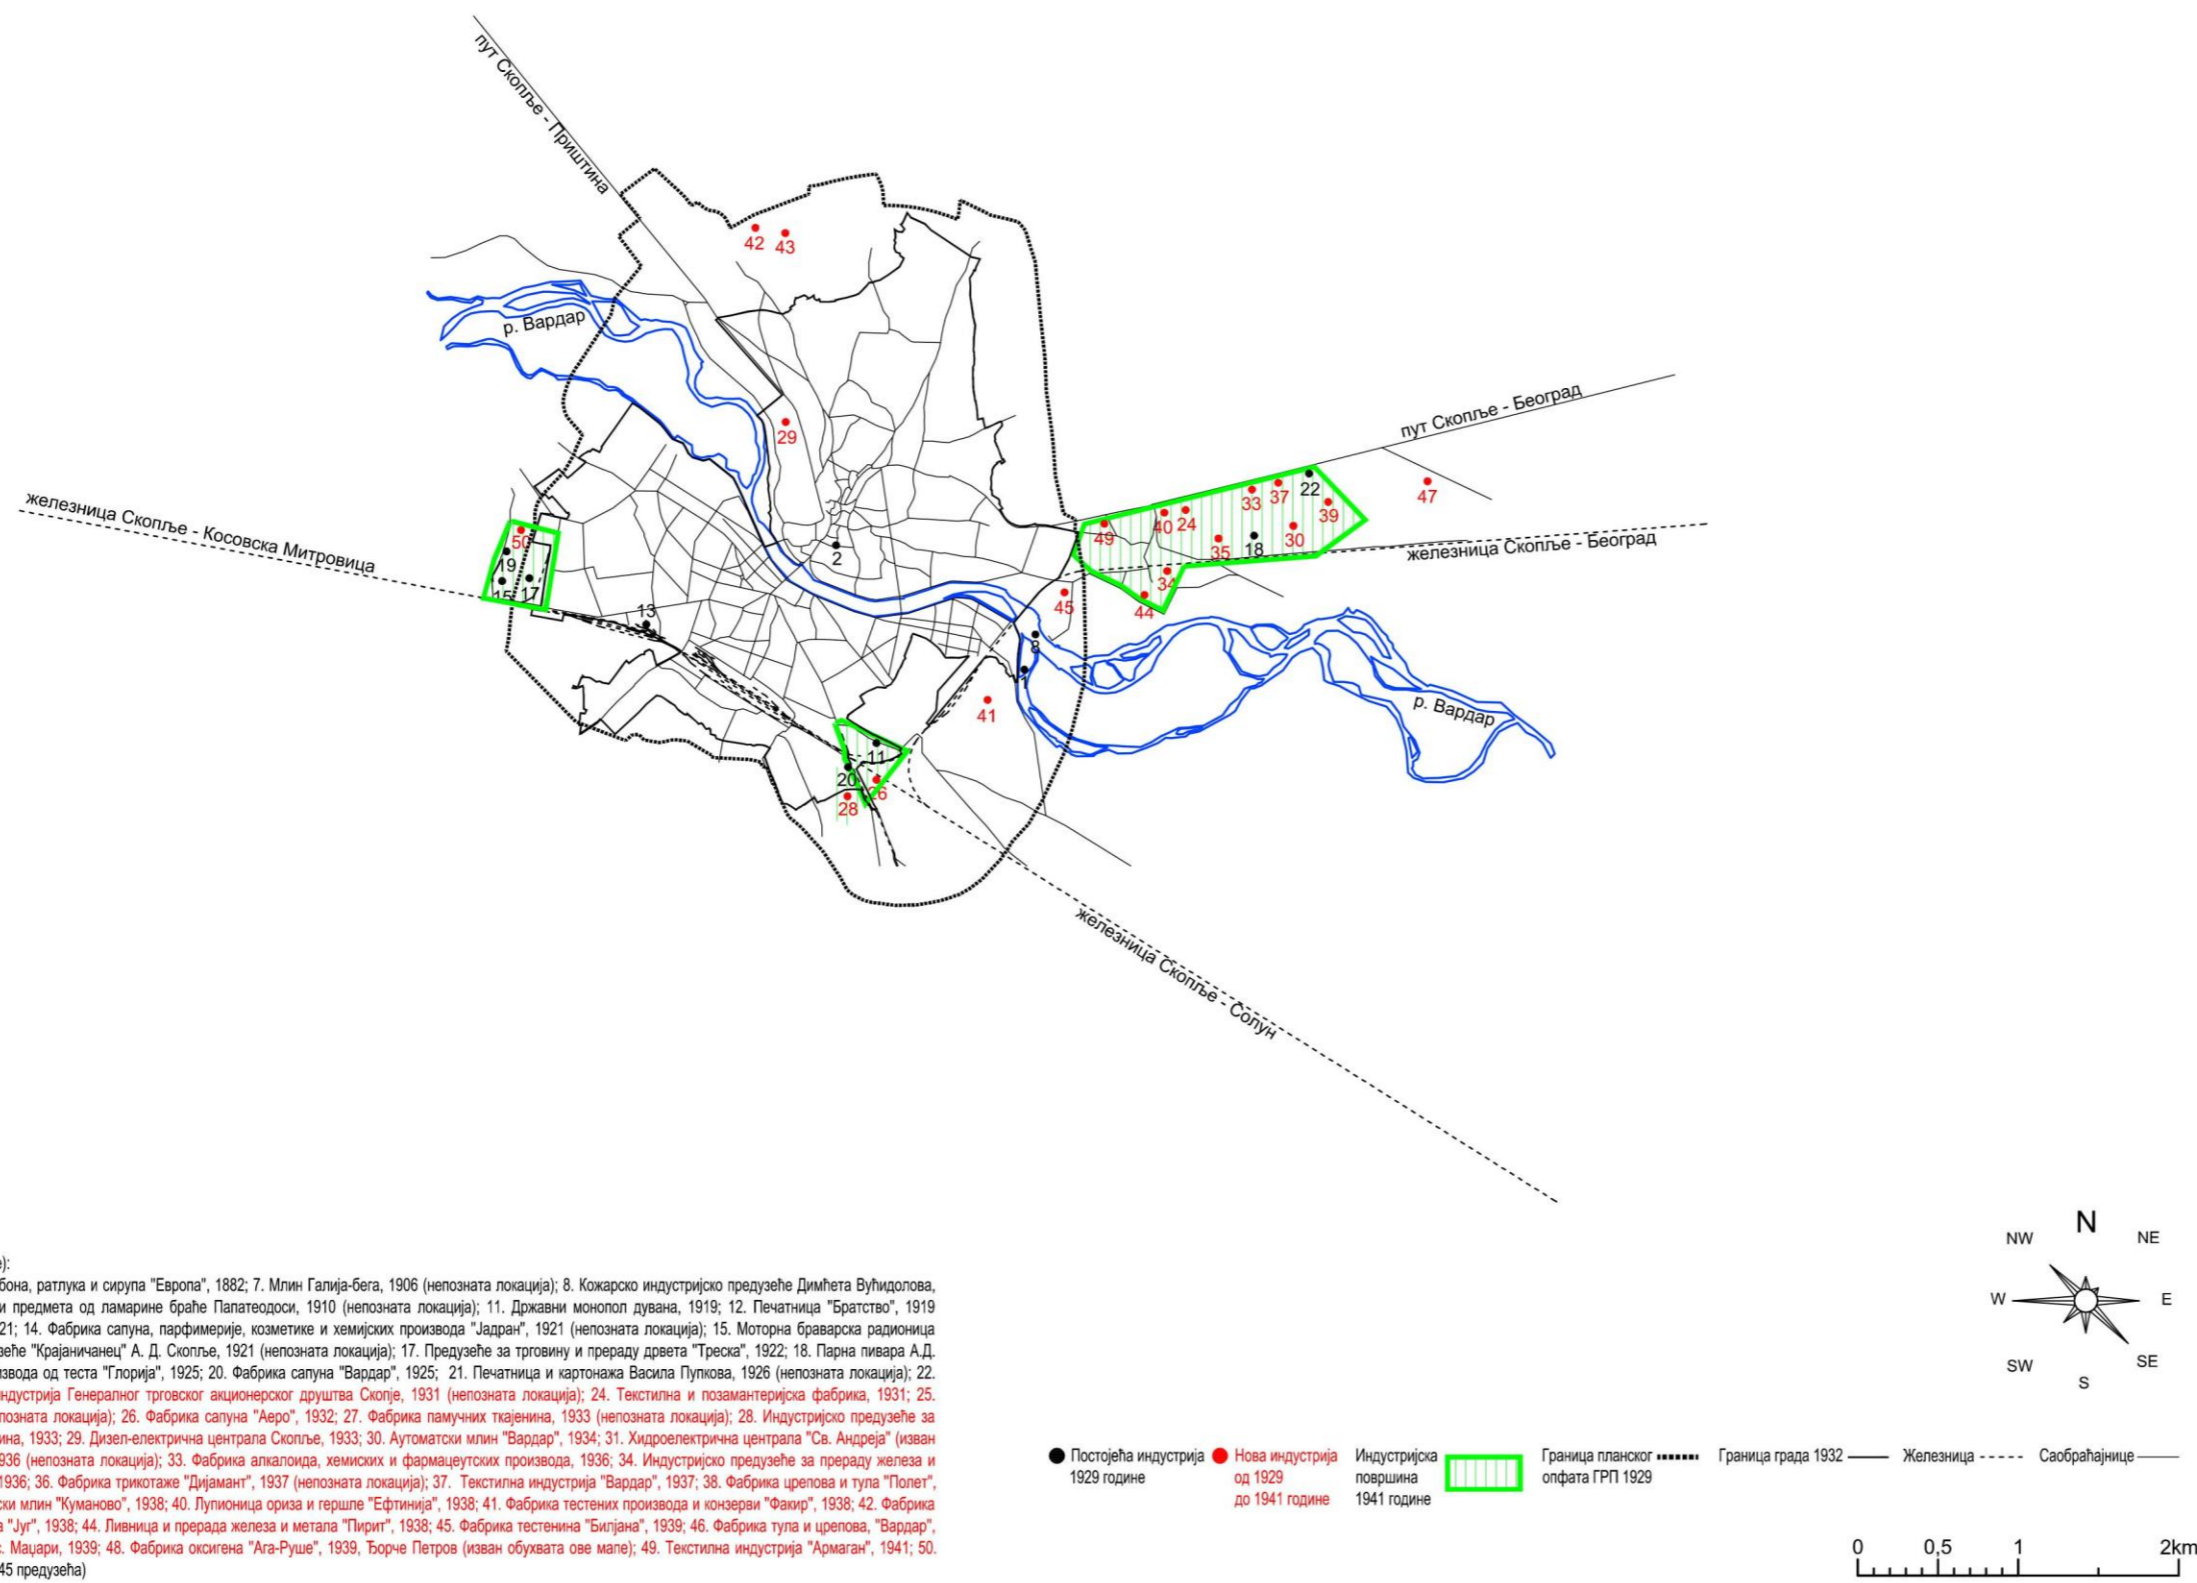 пут Скопље - Приштина
42
43
р. Вардар
29
пут Скопље - Београд
33
37
22
47
39
49
40
24
35
18
30
железница Скопље - Београд
железница Скопље - Косовска Митровица
50
19
2
15
17
34
13
45
44
8
1
41
р. Вардар
11
20
26
28
железница Скопље - Солун
N
NW
NE
W
E
SW
SE
S
е):
бона, ратлука и сирупа "Европа", 1882; 7. Млин Галија-бега, 1906 (непозната локација); 8. Кожарско индустријско предузеће Димћета Вућидолова,
и предмета од ламарине браће Папатеодоси, 1910 (непозната локација); 11. Државни монопол дувана, 1919; 12. Печатница "Братство", 1919
21; 14. Фабрика сапуна, парфимерије, козметике и хемијских производа "Јадран", 1921 (непозната локација); 15. Моторна браварска радионица
зеће "Крајаничанец" А. Д. Скопље, 1921 (непозната локација); 17. Предузеће за трговину и прераду дрвета "Треска", 1922; 18. Парна пивара А.Д.
извода од теста "Глорија", 1925; 20. Фабрика сапуна "Вардар", 1925; 21. Печатница и картонажа Васила Пупкова, 1926 (непозната локација); 22.
индустрија Генералног трговског акционерског друштва Скопје, 1931 (непозната локација); 24. Текстилна и позамантеријска фабрика, 1931; 25.
позната локација); 26. Фабрика сапуна "Аеро", 1932; 27. Фабрика памучних ткајенина, 1933 (непозната локација); 28. Индустријско предузеће за
ина, 1933; 29. Дизел-електрична централа Скопље, 1933; 30. Аутоматски млин "Вардар", 1934; 31. Хидроелектрична централа "Св. Андреја" (изван
936 (непозната локација); 33. Фабрика алкалоида, хемиских и фармацеутских производа, 1936; 34. Индустријско предузеће за прераду железа и
1936; 36. Фабрика трикотаже "Дијамант", 1937 (непозната локација); 37. Текстилна индустрија "Вардар", 1937; 38. Фабрика црепова и тула "Полет",
ски млин "Куманово", 1938; 40. Лупионица ориза и гершле "Ефтинија", 1938; 41. Фабрика тестених производа и конзерви "Факир", 1938; 42. Фабрика
а "Југ", 1938; 44. Ливница и прерада железа и метала "Пирит", 1938; 45. Фабрика тестенина "Билјана", 1939; 46. Фабрика тула и црепова, "Вардар",
с. Маџари, 1939; 48. Фабрика оксигена "Ага-Руше", 1939, Ђорче Петров (изван обухвата ове мапе); 49. Текстилна индустрија "Армаган", 1941; 50.
45 предузећа)
Постојећа индустрија
1929 године
Нова индустрија
од 1929
до 1941 године
Индустријска
површина
1941 године
Граница планског
опфата ГРП 1929
Граница града 1932
Железница
Саобраћајнице
0 0,5 1 2km